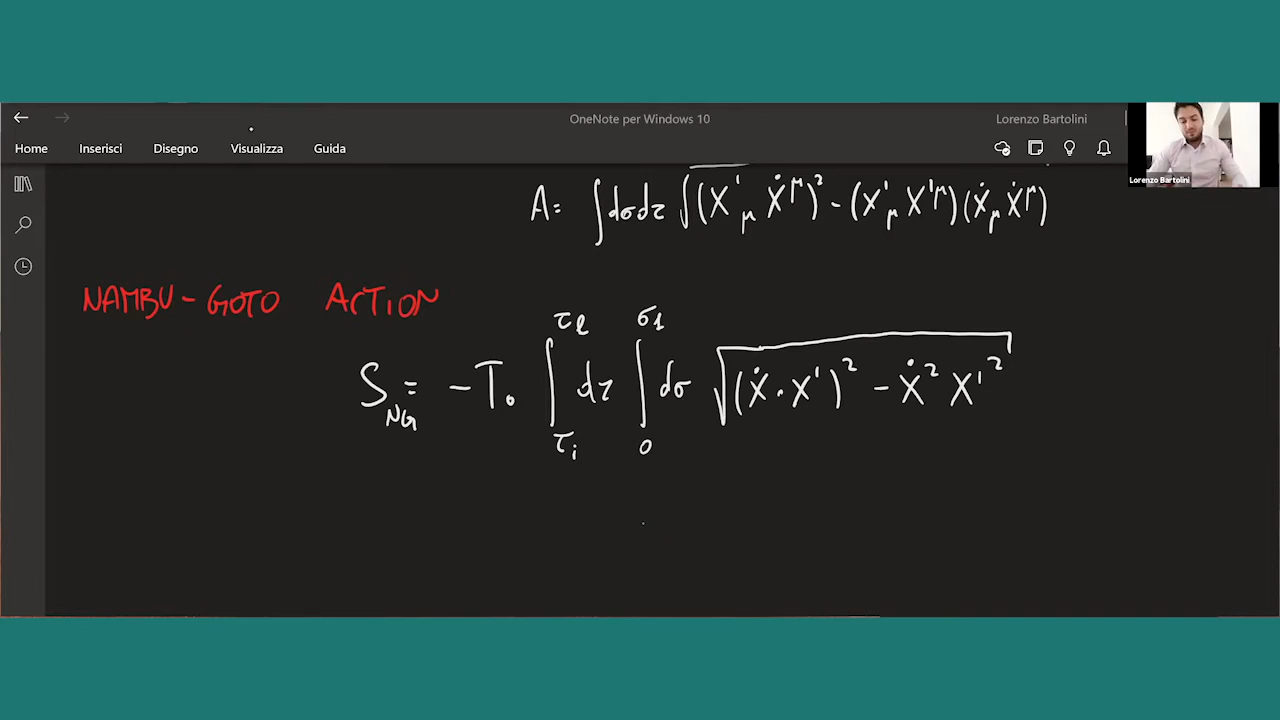 OneNote per Windows 10
Lorenzo Bartolini
Home Inserisci Disegno Visualizza Guida
Lorenzo Bartolini
A= ∫dσdτ √(X'_μ Ẋ^μ)² - (X'_μ X'^μ)(Ẋ_μ Ẋ^μ)
NAMBU-GOTO ACTION
S_NG = -T₀ ∫_{τ_i}^{τ_f} dτ ∫_0^{σ_1} dσ √(Ẋ·X')² - Ẋ² X'²